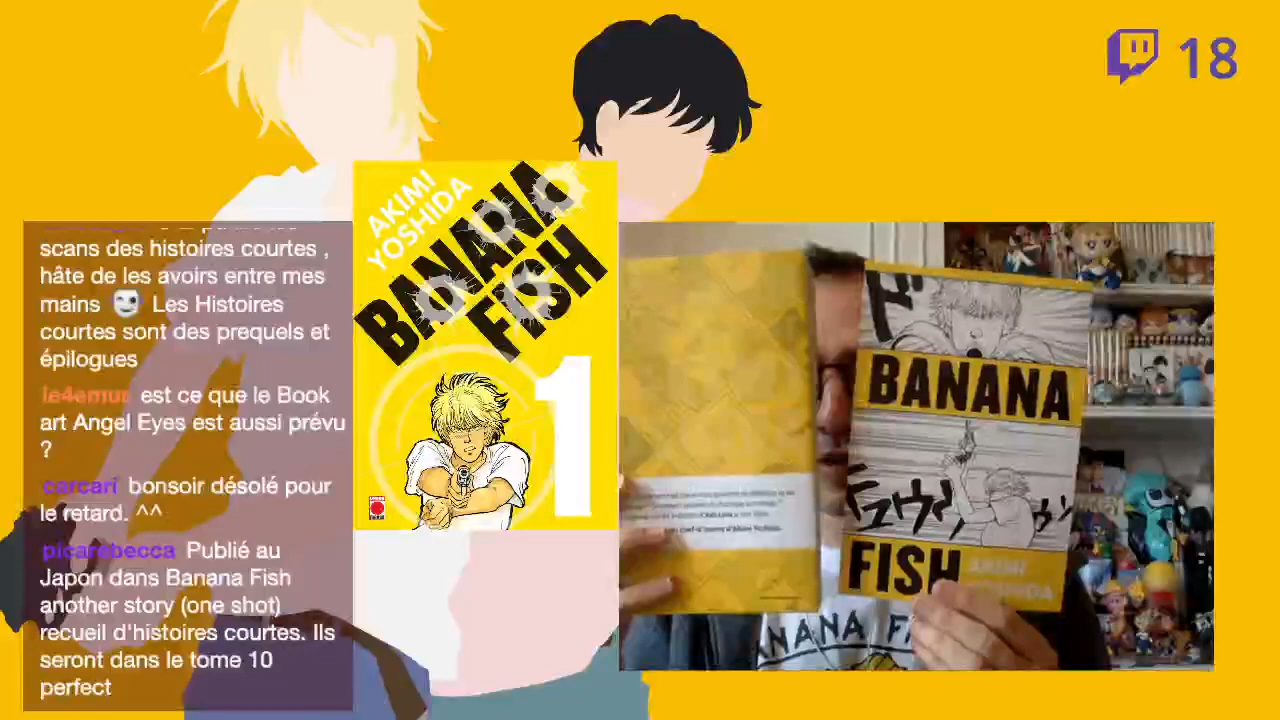 18
scans des histoires courtes ,
hâte de les avoirs entre mes
mains Les Histoires
courtes sont des prequels et
épilogues
le4emur est ce que le Book
art Angel Eyes est aussi prévu
?
carcari bonsoir désolé pour
le retard. ^^
picarebecca Publié au
Japon dans Banana Fish
another story (one shot)
recueil d'histoires courtes. Ils
seront dans le tome 10
perfect
AKIMI
YOSHIDA
BANANA
FISH
1
BANANA
FISH
AKIMI
YOSHIDA